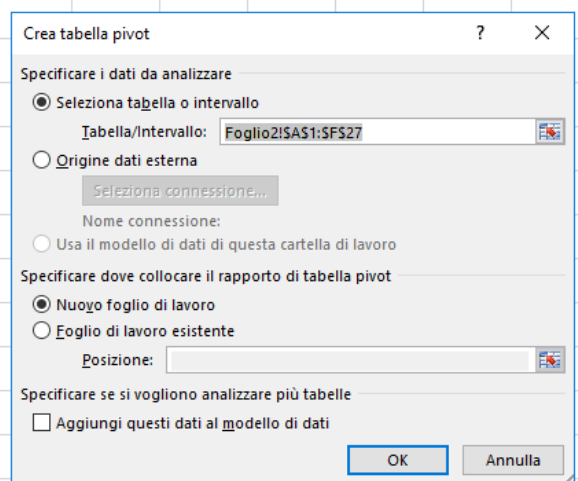 Crea tabella pivot ? ×
Specificare i dati da analizzare
Seleziona tabella o intervallo
Tabella/Intervallo: Foglio2!$A$1:$F$27
Origine dati esterna
Seleziona connessione...
Nome connessione:
Usa il modello di dati di questa cartella di lavoro
Specificare dove collocare il rapporto di tabella pivot
Nuovo foglio di lavoro
Foglio di lavoro esistente
Posizione:
Specificare se si vogliono analizzare più tabelle
Aggiungi questi dati al modello di dati
OK Annulla